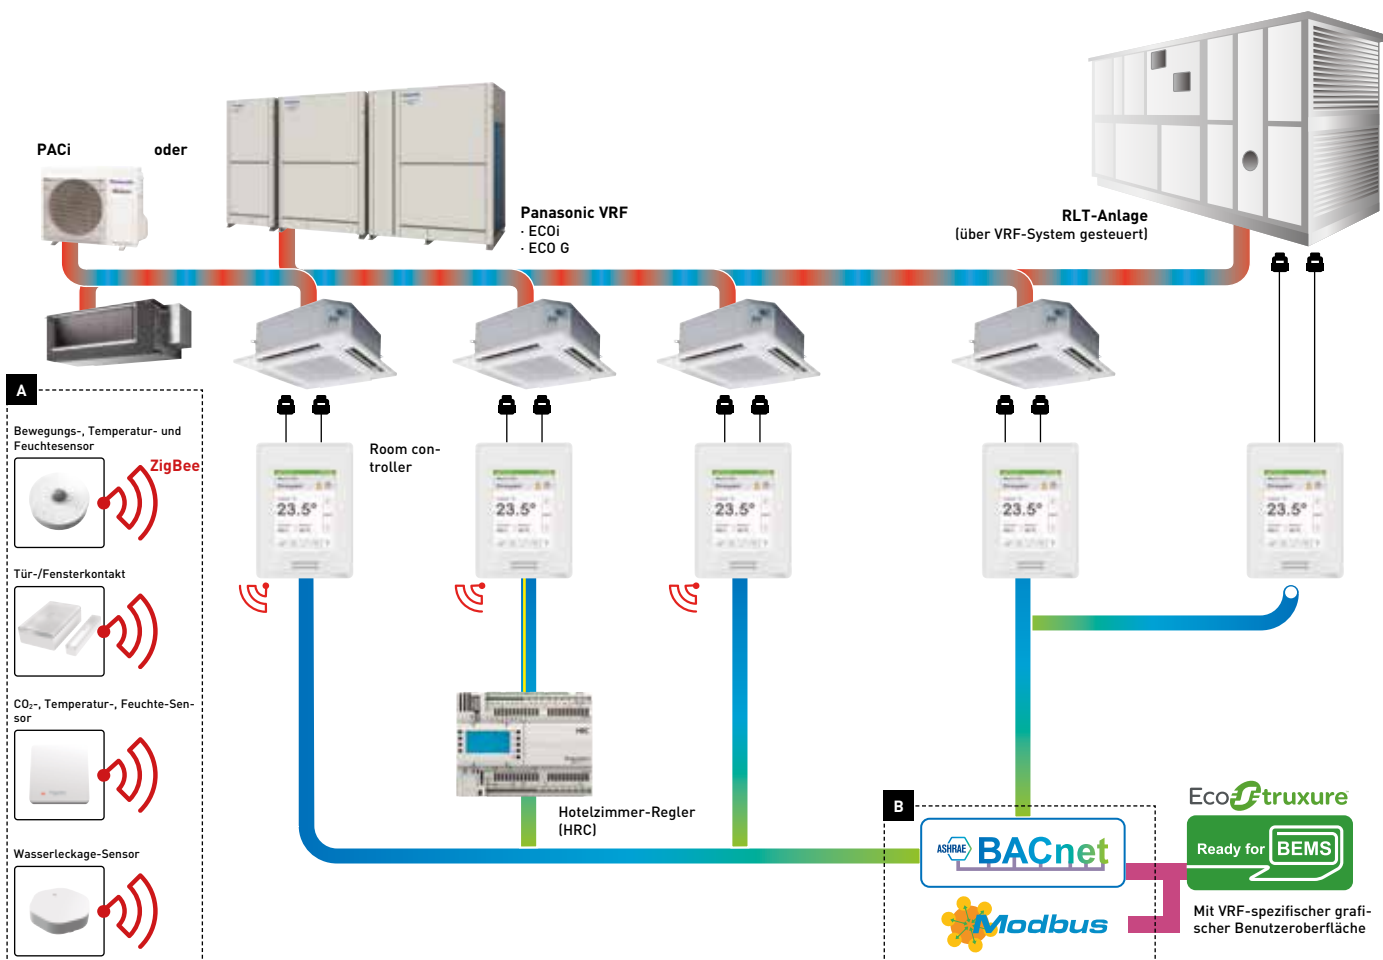 PACi
oder
Panasonic VRF
· ECOi
· ECO G
RLT-Anlage
(über VRF-System gesteuert)
A
Bewegungs-, Temperatur- und
Feuchtesensor
ZigBee
Tür-/Fensterkontakt
CO₂-, Temperatur-, Feuchte-Sen-
sor
Wasserleckage-Sensor
Room con-
troller
23.5°
23.5°
23.5°
23.5°
23.5°
HRC
Hotelzimmer-Regler
(HRC)
B
ASHRAE BACnet
Modbus
EcoStruxure
Ready for BEMS
Mit VRF-spezifischer grafi-
scher Benutzeroberfläche